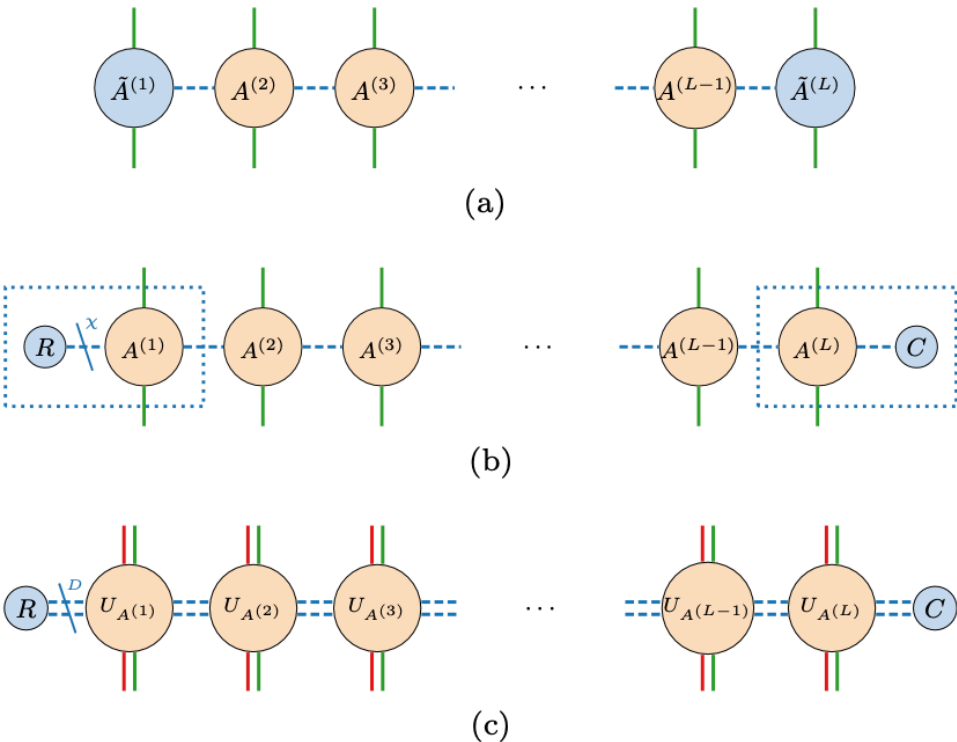 Ã⁽¹⁾ A⁽²⁾ A⁽³⁾ ⋯ A⁽ᴸ⁻¹⁾ Ã⁽ᴸ⁾
(a)
χ
R A⁽¹⁾ A⁽²⁾ A⁽³⁾ ⋯ A⁽ᴸ⁻¹⁾ A⁽ᴸ⁾ C
(b)
D
R U_A⁽¹⁾ U_A⁽²⁾ U_A⁽³⁾ ⋯ U_A⁽ᴸ⁻¹⁾ U_A⁽ᴸ⁾ C
(c)